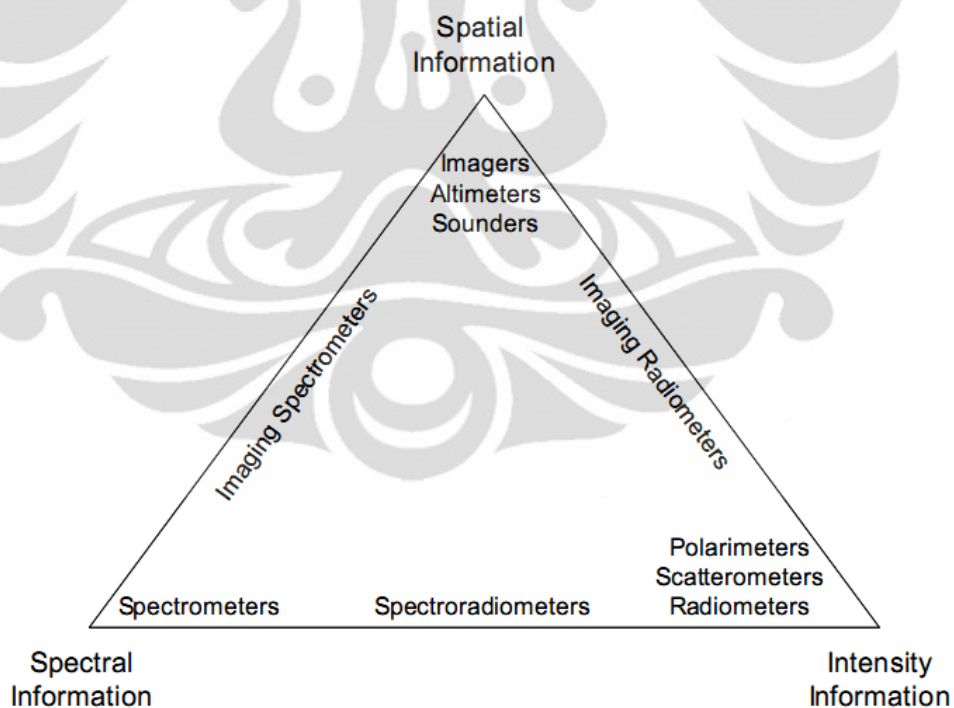 Spatial
Information
Imagers
Altimeters
Sounders
Imaging Spectrometers
Imaging Radiometers
Polarimeters
Scatterometers
Radiometers
Spectrometers
Spectroradiometers
Spectral
Information
Intensity
Information